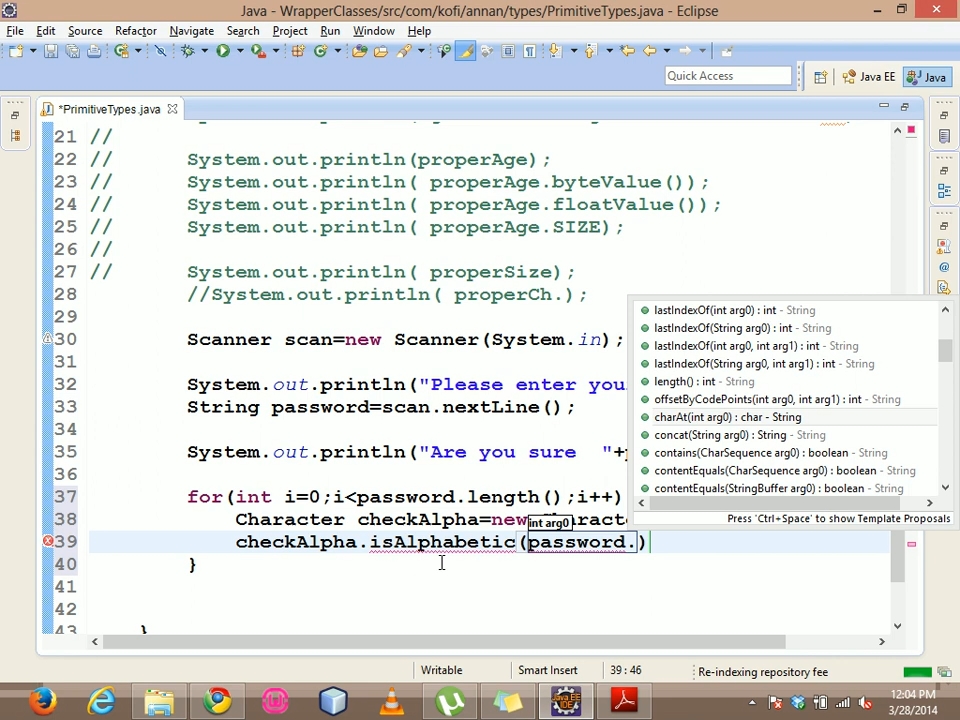 Java - WrapperClasses/src/com/kofi/annan/types/PrimitiveTypes.java - Eclipse
File Edit Source Refactor Navigate Search Project Run Window Help
Quick Access
Java EE
Java
*PrimitiveTypes.java
21 //
22 // System.out.println(properAge);
23 // System.out.println( properAge.byteValue());
24 // System.out.println( properAge.floatValue());
25 // System.out.println( properAge.SIZE);
26 //
27 // System.out.println( properSize);
28 //System.out.println( properCh.);
29
30 Scanner scan=new Scanner(System.in);
31
32 System.out.println("Please enter you
33 String password=scan.nextLine();
34
35 System.out.println("Are you sure "+
36
37 for(int i=0;i<password.length();i++)
38 Character checkAlpha=new
39 checkAlpha.isAlphabetic(password.)
40 }
41
42
43 }
int arg0
lastIndexOf(int arg0) : int - String
lastIndexOf(String arg0) : int - String
lastIndexOf(int arg0, int arg1) : int - String
lastIndexOf(String arg0, int arg1) : int - String
length() : int - String
offsetByCodePoints(int arg0, int arg1) : int - String
charAt(int arg0) : char - String
concat(String arg0) : String - String
contains(CharSequence arg0) : boolean - String
contentEquals(CharSequence arg0) : boolean - String
contentEquals(StringBuffer arg0) : boolean - String
Press 'Ctrl+Space' to show Template Proposals
Writable
Smart Insert
39 : 46
Re-indexing repository fee
12:04 PM
3/28/2014